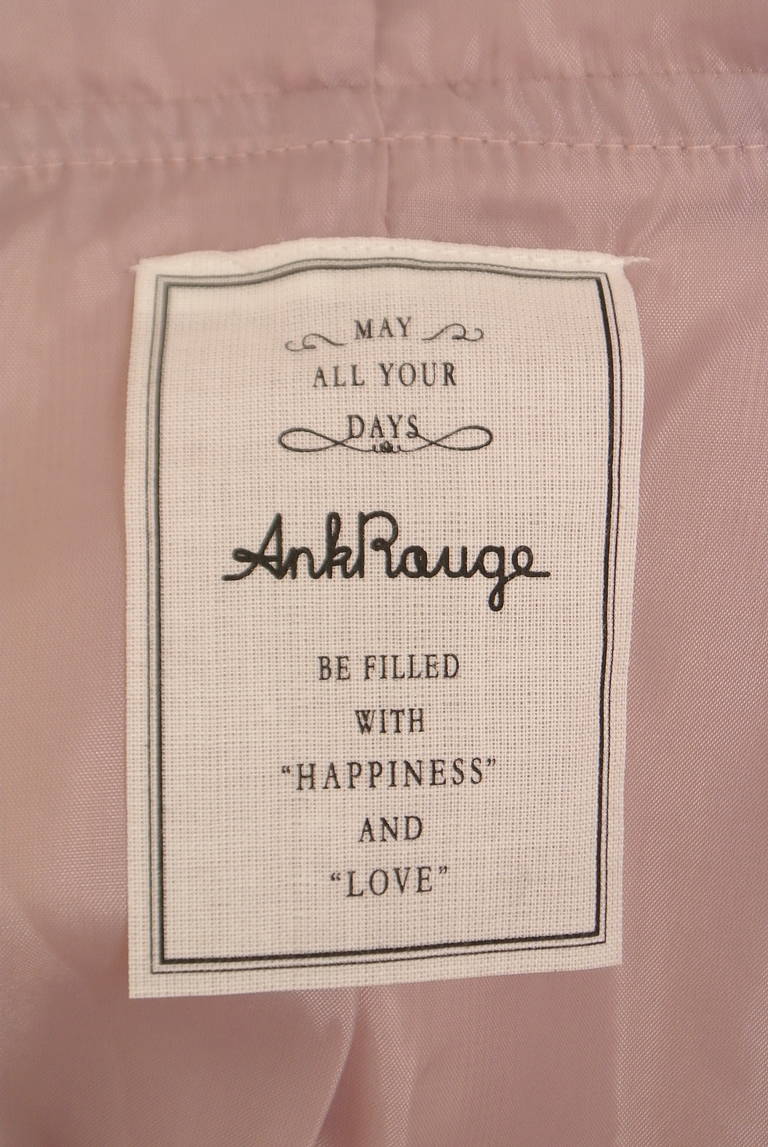 MAY
ALL YOUR
DAYS
AnkRouge
BE FILLED
WITH
“HAPPINESS”
AND
“LOVE”